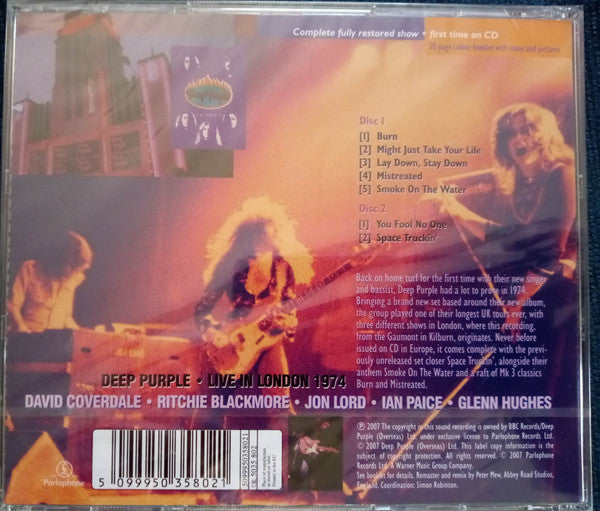 Complete fully restored show • first time on CD
20 page colour booklet with notes and pictures
Deep Purple
Disc 1
[1] Burn
[2] Might Just Take Your Life
[3] Lay Down, Stay Down
[4] Mistreated
[5] Smoke On The Water
Disc 2
[1] You Fool No One
[2] Space Truckin'
Back on home turf for the first time with their new singer
and bassist, Deep Purple had a lot to prove in 1974.
Bringing a brand new set based around their new album,
the group played one of their longest UK tours ever, with
three different shows in London, where this recording,
from the Gaumont in Kilburn, originates. Never before
issued on CD in Europe, it comes complete with the previ-
ously unreleased set closer Space Truckin', alongside their
anthem Smoke On The Water and a raft of Mk 3 classics
Burn and Mistreated.
DEEP PURPLE • LIVE IN LONDON 1974
DAVID COVERDALE • RITCHIE BLACKMORE • JON LORD • IAN PAICE • GLENN HUGHES
℗ 2007 The copyright in this sound recording is owned by BBC Records/Deep
Purple (Overseas) Ltd. under exclusive license to Parlophone Records Ltd.
© 2007 Deep Purple (Overseas) Ltd. This label copy information is the
subject of copyright protection. All rights reserved. © 2007 Parlophone
Records Ltd. A Warner Music Group Company.
See booklet for details. Remaster and remix by Peter Mew, Abbey Road Studios,
England. Coordination: Simon Robinson.
Parlophone
5 099950 358021
5099950358021
UK: 5035 802
Printed in the EU